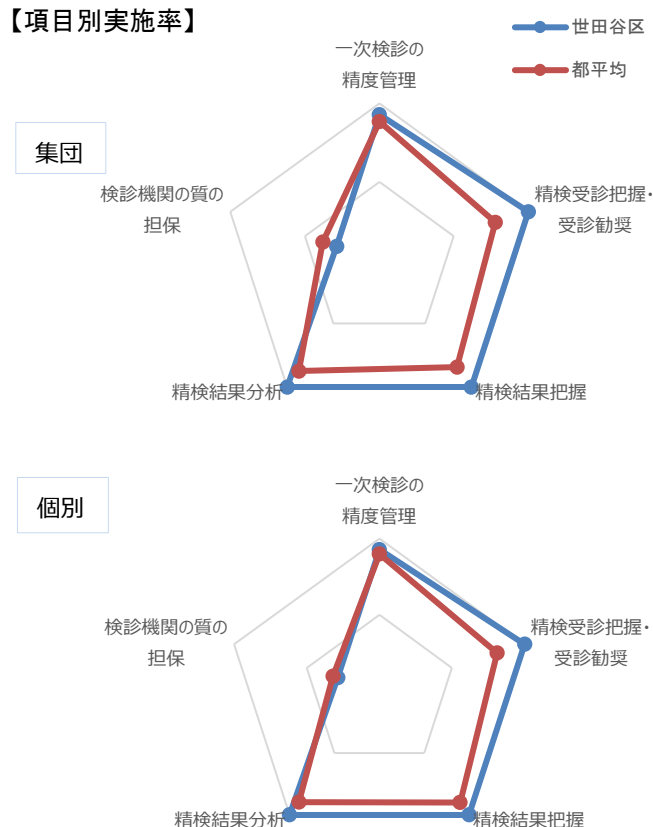 【項目別実施率】
世田谷区
都平均
集団
一次検診の
精度管理
精検受診把握・
受診勧奨
精検結果把握
精検結果分析
検診機関の質の
担保
個別
一次検診の
精度管理
精検受診把握・
受診勧奨
精検結果把握
精検結果分析
検診機関の質の
担保